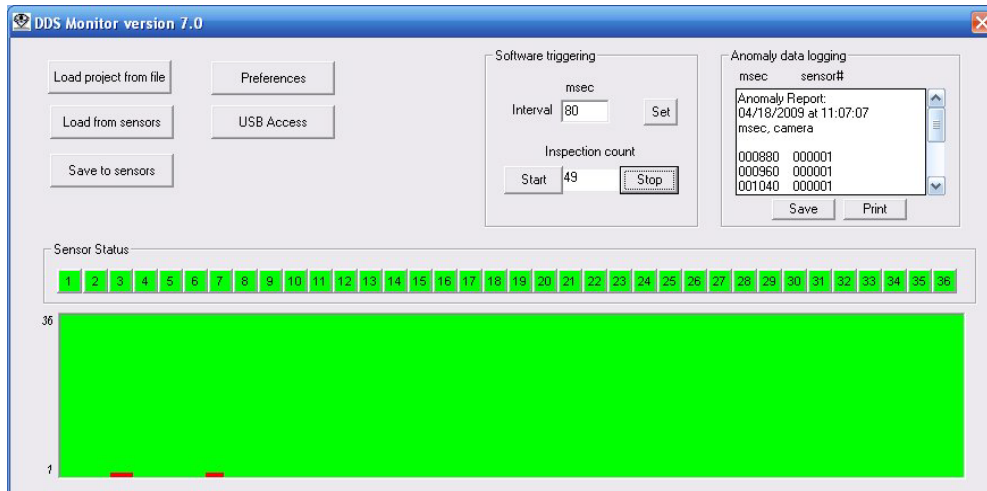 DDS Monitor version 7.0
Load project from file
Preferences
Load from sensors
USB Access
Save to sensors
Software triggering
msec
Interval 80 Set
Inspection count
Start 49 Stop
Anomaly data logging
msec sensor#
Anomaly Report:
04/18/2009 at 11:07:07
msec, camera
000880 000001
000960 000001
001040 000001
Save Print
Sensor Status
1 2 3 4 5 6 7 8 9 10 11 12 13 14 15 16 17 18 19 20 21 22 23 24 25 26 27 28 29 30 31 32 33 34 35 36
36
1